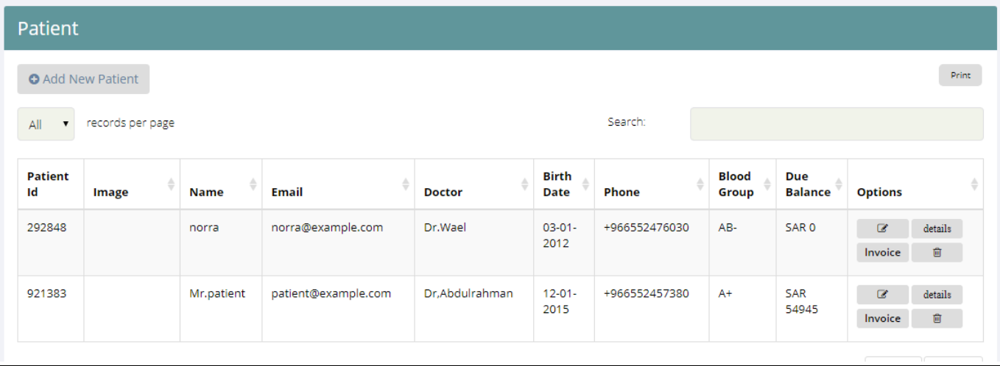 Patient
Add New Patient
Print
All records per page
Search:
Patient Id Image Name Email Doctor Birth Date Phone Blood Group Due Balance Options
292848 norra norra@example.com Dr.Wael 03-01-2012 +966552476030 AB- SAR 0 details
Invoice
921383 Mr.patient patient@example.com Dr,Abdulrahman 12-01-2015 +966552457380 A+ SAR 54945 details
Invoice